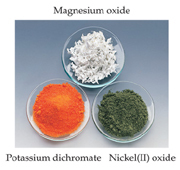 Magnesium oxide
Potassium dichromate Nickel(II) oxide